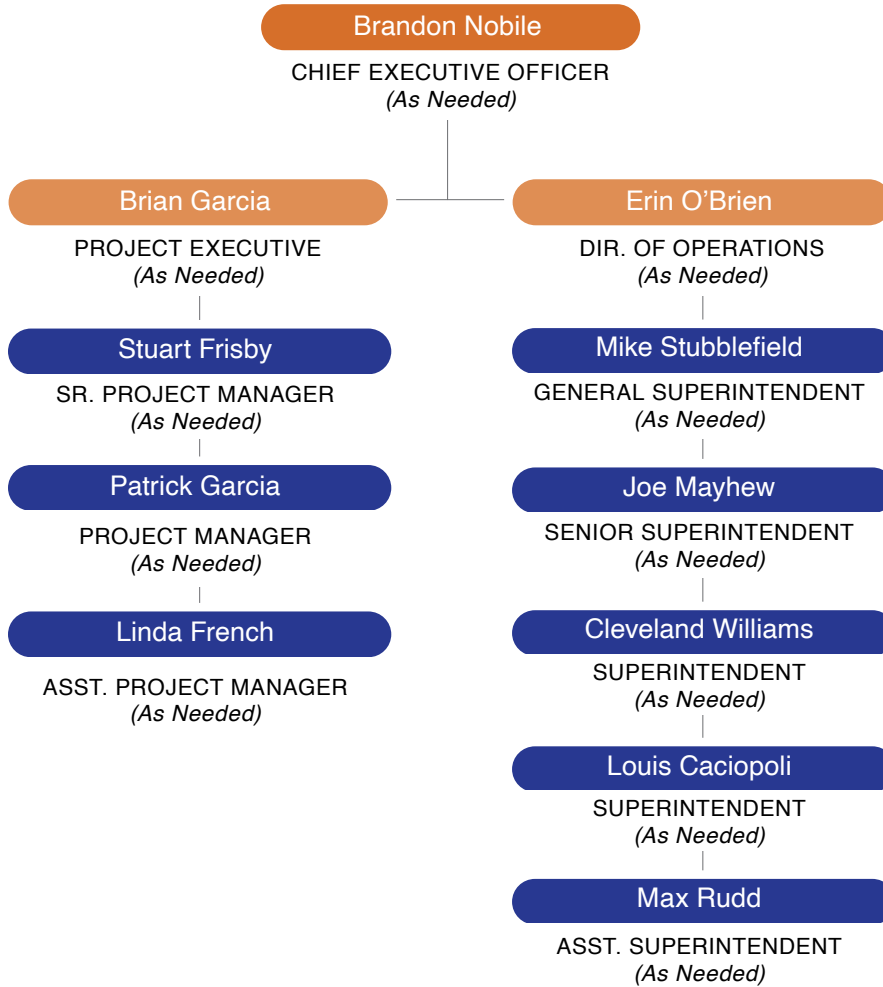 Brandon Nobile
CHIEF EXECUTIVE OFFICER
(As Needed)
Brian Garcia
PROJECT EXECUTIVE
(As Needed)
Stuart Frisby
SR. PROJECT MANAGER
(As Needed)
Patrick Garcia
PROJECT MANAGER
(As Needed)
Linda French
ASST. PROJECT MANAGER
(As Needed)
Erin O’Brien
DIR. OF OPERATIONS
(As Needed)
Mike Stubblefield
GENERAL SUPERINTENDENT
(As Needed)
Joe Mayhew
SENIOR SUPERINTENDENT
(As Needed)
Cleveland Williams
SUPERINTENDENT
(As Needed)
Louis Caciopoli
SUPERINTENDENT
(As Needed)
Max Rudd
ASST. SUPERINTENDENT
(As Needed)